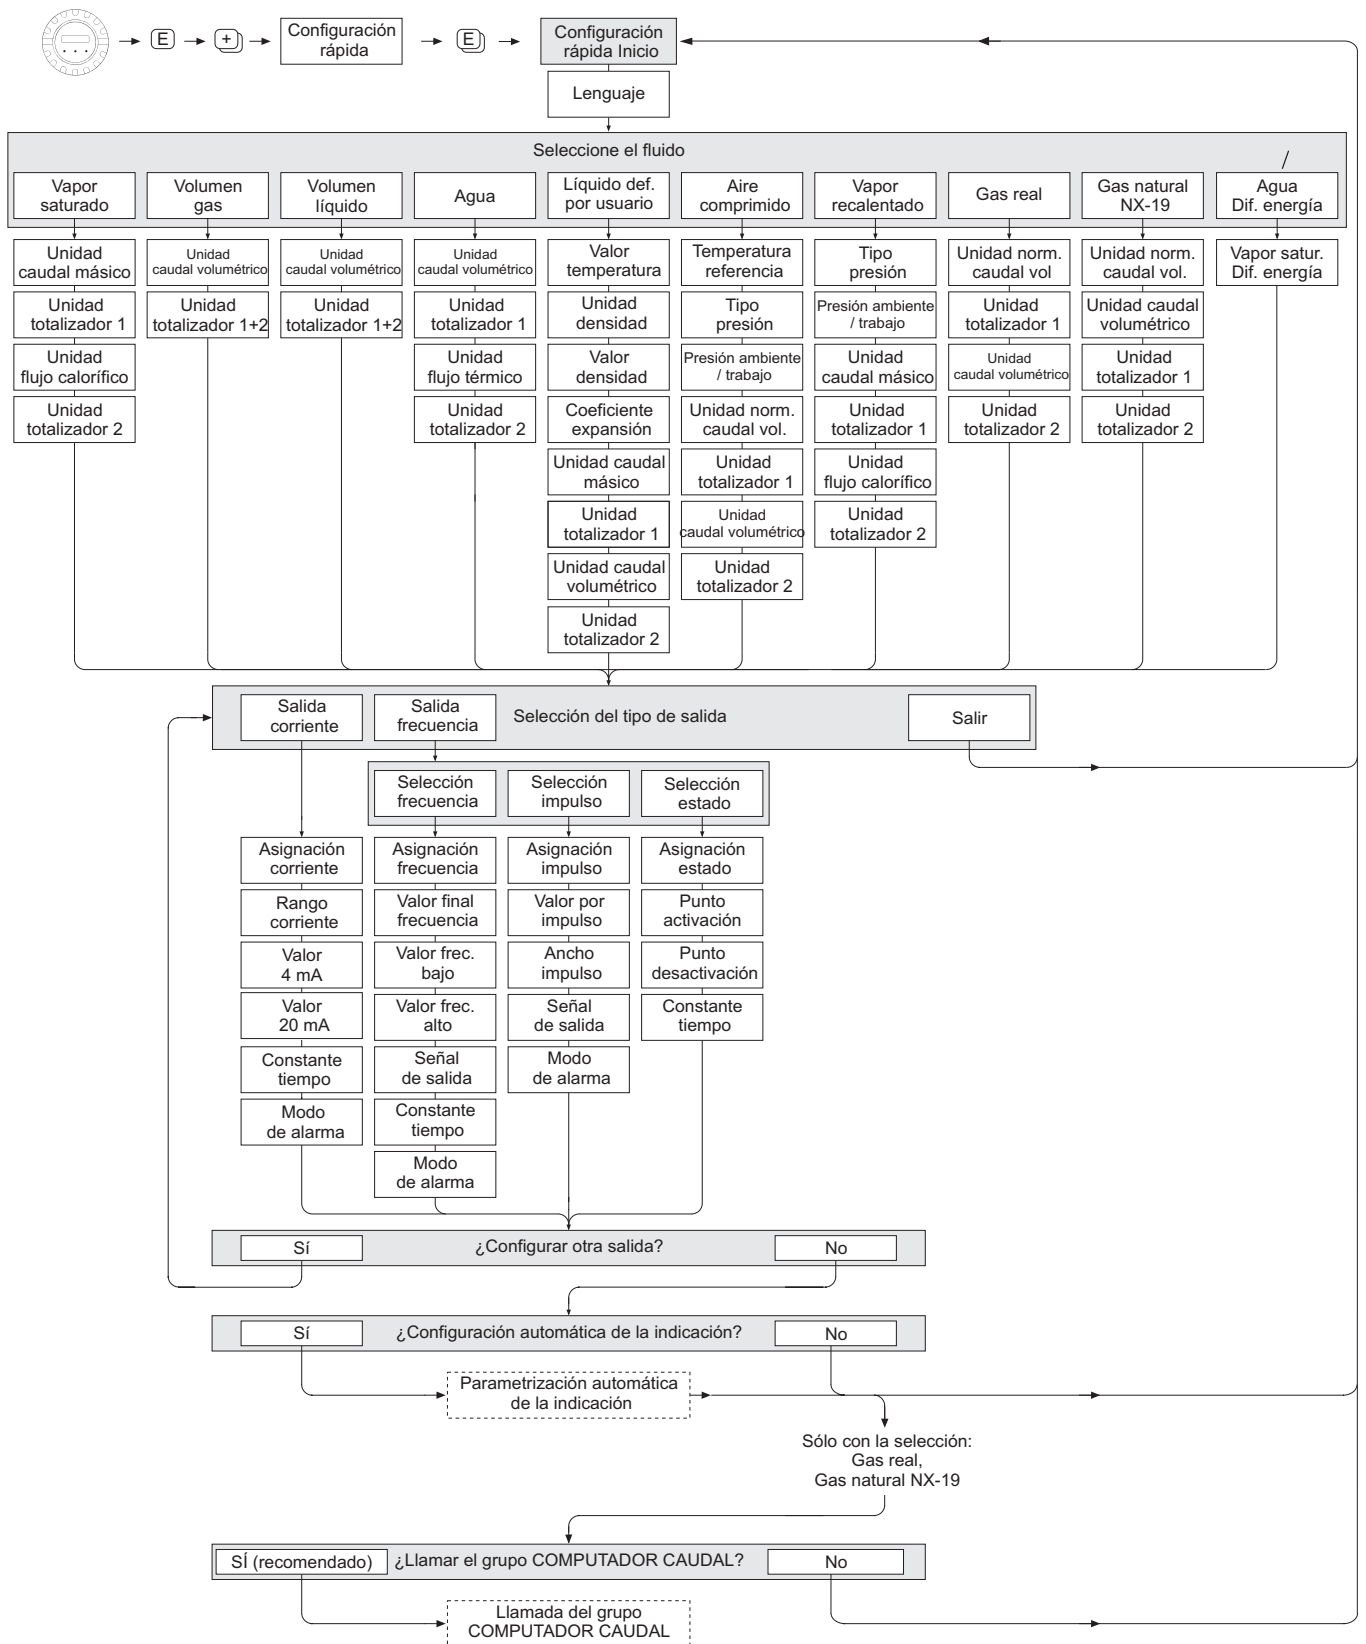 E
+
Configuración
rápida
E
Configuración
rápida Inicio
Lenguaje
Seleccione el fluido
/
Vapor
saturado
Volumen
gas
Volumen
líquido
Agua
Líquido def.
por usuario
Aire
comprimido
Vapor
recalentado
Gas real
Gas natural
NX-19
Agua
Dif. energía
Unidad
caudal másico
Unidad
totalizador 1
Unidad
flujo calorífico
Unidad
totalizador 2
Unidad
caudal volumétrico
Unidad
totalizador 1+2
Unidad
caudal volumétrico
Unidad
totalizador 1+2
Unidad
caudal volumétrico
Unidad
totalizador 1
Unidad
flujo térmico
Unidad
totalizador 2
Valor
temperatura
Unidad
densidad
Valor
densidad
Coeficiente
expansión
Unidad caudal
másico
Unidad
totalizador 1
Unidad caudal
volumétrico
Unidad
totalizador 2
Temperatura
referencia
Tipo
presión
Presión ambiente
/ trabajo
Unidad norm.
caudal vol.
Unidad
totalizador 1
Unidad
caudal volumétrico
Unidad
totalizador 2
Tipo
presión
Presión ambiente
/ trabajo
Unidad
caudal másico
Unidad
totalizador 1
Unidad
flujo calorífico
Unidad
totalizador 2
Unidad norm.
caudal vol
Unidad
totalizador 1
Unidad
caudal volumétrico
Unidad
totalizador 2
Unidad norm.
caudal vol.
Unidad caudal
volumétrico
Unidad
totalizador 1
Unidad
totalizador 2
Vapor satur.
Dif. energía
Salida
corriente
Salida
frecuencia
Selección del tipo de salida
Salir
Selección
frecuencia
Selección
impulso
Selección
estado
Asignación
corriente
Rango
corriente
Valor
4 mA
Valor
20 mA
Constante
tiempo
Modo
de alarma
Asignación
frecuencia
Valor final
frecuencia
Valor frec.
bajo
Valor frec.
alto
Señal
de salida
Constante
tiempo
Modo
de alarma
Asignación
impulso
Valor por
impulso
Ancho
impulso
Señal
de salida
Modo
de alarma
Asignación
estado
Punto
activación
Punto
desactivación
Constante
tiempo
Sí
¿Configurar otra salida?
No
Sí
¿Configuración automática de la indicación?
No
Parametrización automática
de la indicación
Sólo con la selección:
Gas real,
Gas natural NX-19
SÍ (recomendado)
¿Llamar el grupo COMPUTADOR CAUDAL?
No
Llamada del grupo
COMPUTADOR CAUDAL